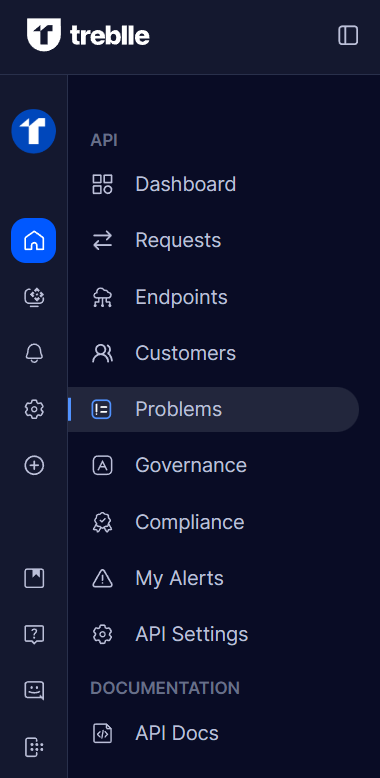 treblle
API
Dashboard
Requests
Endpoints
Customers
Problems
Governance
Compliance
My Alerts
API Settings
DOCUMENTATION
API Docs